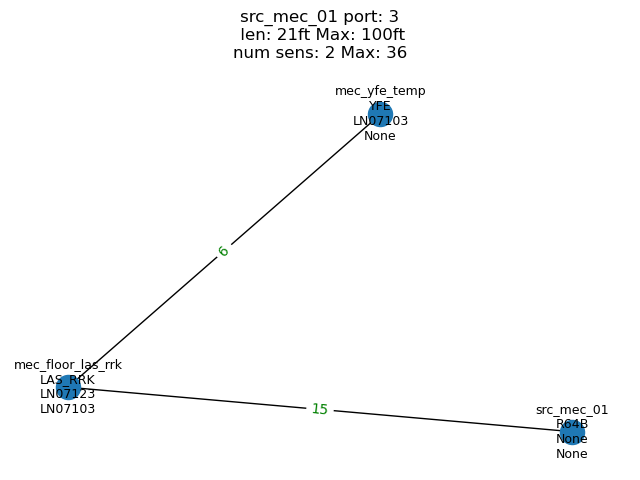 src_mec_01 port: 3
len: 21ft Max: 100ft
num sens: 2 Max: 36
mec_yfe_temp
YFE
LN07103
None
6
mec_floor_las_rrk
LAS_RRK
LN07123
LN07103
15
src_mec_01
R64B
None
None